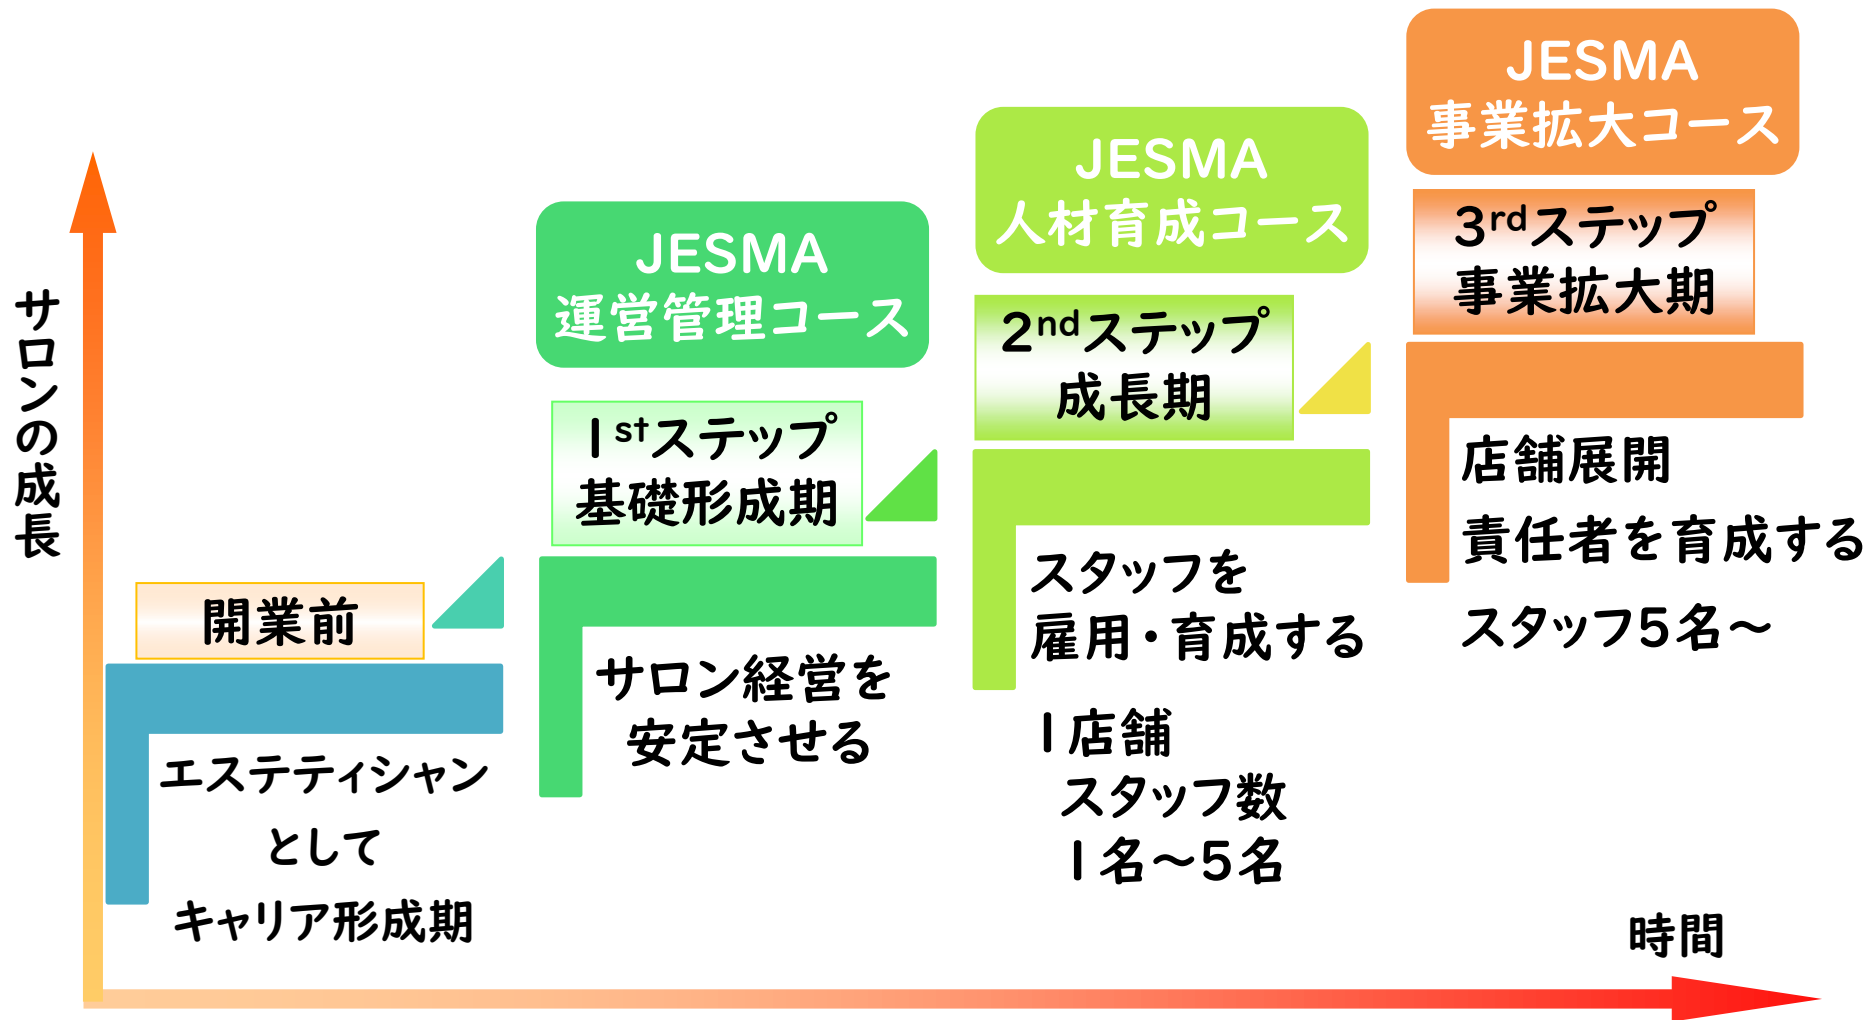 サロンの成長
開業前
エステティシャン
として
キャリア形成期
JESMA
運営管理コース
1stステップ
基礎形成期
サロン経営を
安定させる
JESMA
人材育成コース
2ndステップ
成長期
スタッフを
雇用・育成する
1店舗
スタッフ数
1名～5名
JESMA
事業拡大コース
3rdステップ
事業拡大期
店舗展開
責任者を育成する
スタッフ5名～
時間